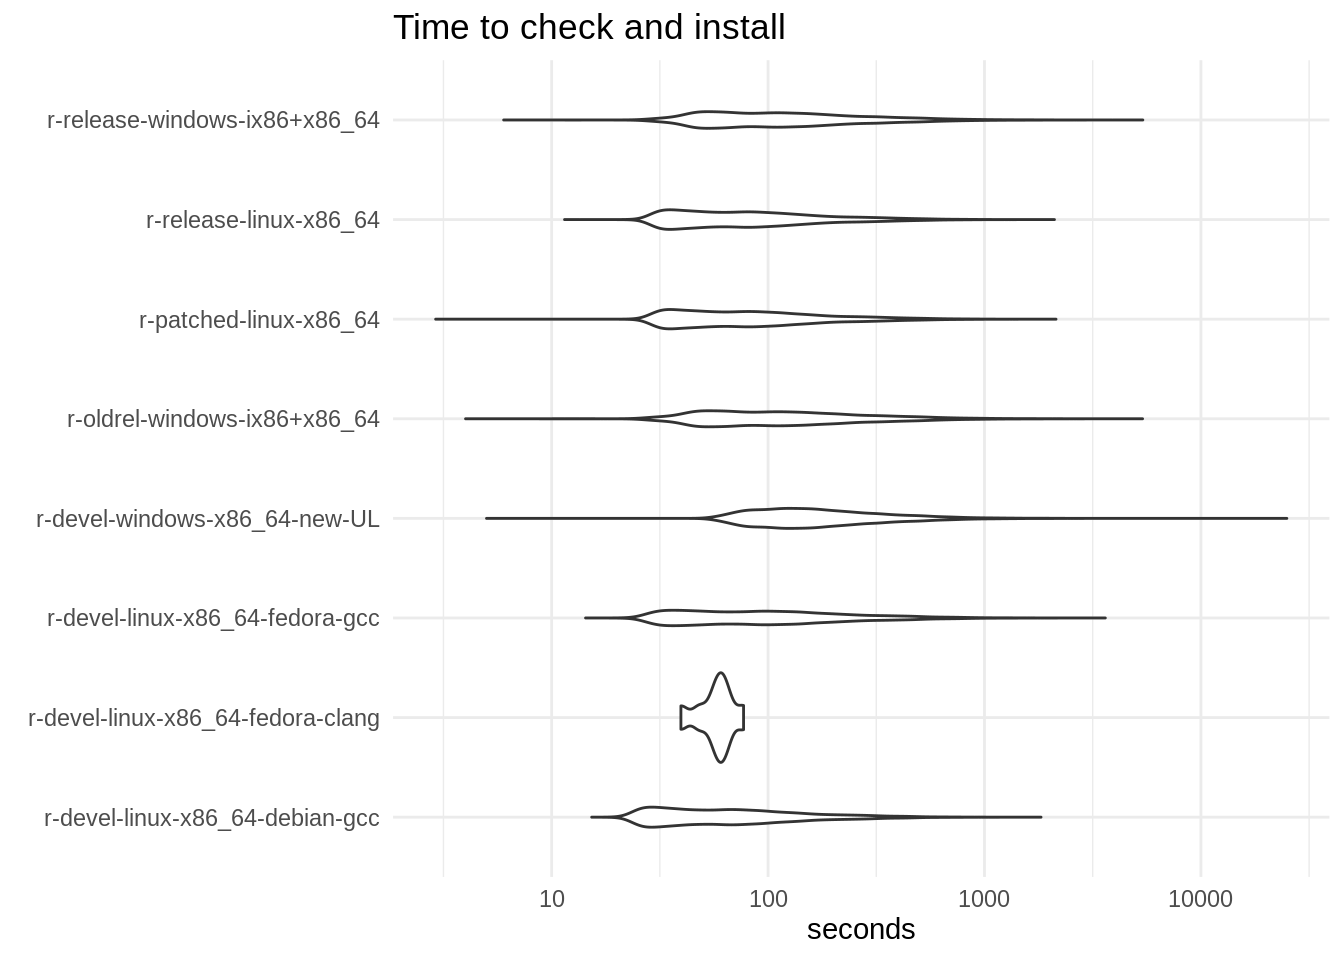 Time to check and install
r-release-windows-ix86+x86_64
r-release-linux-x86_64
r-patched-linux-x86_64
r-oldrel-windows-ix86+x86_64
r-devel-windows-x86_64-new-UL
r-devel-linux-x86_64-fedora-gcc
r-devel-linux-x86_64-fedora-clang
r-devel-linux-x86_64-debian-gcc
10 100 1000 10000
seconds